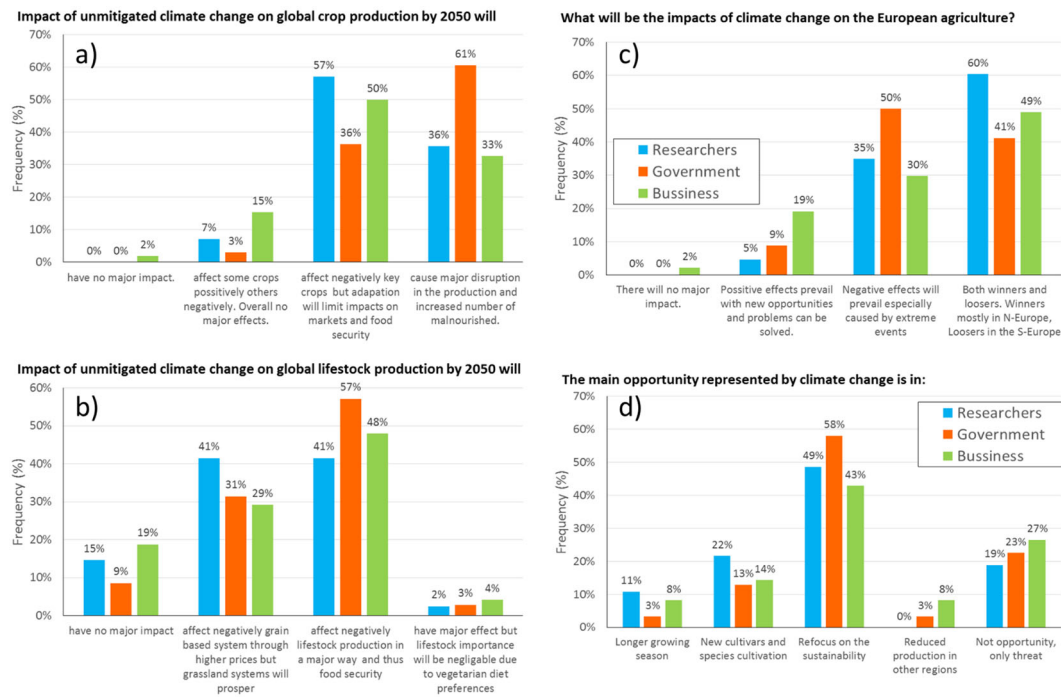 Impact of unmitigated climate change on global crop production by 2050 will
a)
Frequency (%)
70%
60%
50%
40%
30%
20%
10%
0%
0% 0% 2%
7% 3% 15%
57% 36% 50%
36% 61% 33%
have no major impact.
affect some crops
positively others
negatively. Overall no
major effects.
affect negatively key
crops but adapation
will limit impacts on
markets and food
security
cause major disruption
in the production and
increased number of
malnourished.
Impact of unmitigated climate change on global lifestock production by 2050 will
b)
Frequency (%)
60%
50%
40%
30%
20%
10%
0%
15% 9% 19%
41% 31% 29%
41% 57% 48%
2% 3% 4%
have no major impact
affect negatively grain
based system through
higher prices but
grassland systems will
prosper
affect negatively
lifestock production in
a major way and thus
food security
have major effect but
lifestock importance
will be negligable due
to vegetarian diet
preferences
What will be the impacts of climate change on the European agriculture?
c)
Frequency (%)
70%
60%
50%
40%
30%
20%
10%
0%
Researchers
Government
Bussiness
0% 0% 2%
5% 9% 19%
35% 50% 30%
60% 41% 49%
There will no major
impact.
Possitive effects prevail
with new opportunities
and problems can be
solved.
Negative effects will
prevail especially
caused by extreme
events
Both winners and
loosers. Winners
mostly in N-Europe,
Loosers in the S-Europe
The main opportunity represented by climate change is in:
d)
Frequency (%)
70%
60%
50%
40%
30%
20%
10%
0%
Researchers
Government
Bussiness
11% 3% 8%
22% 13% 14%
49% 58% 43%
0% 3% 8%
19% 23% 27%
Longer growing
season
New cultivars and
species cultivation
Refocus on the
sustainability
Reduced
production in
other regions
Not opportunity,
only threat